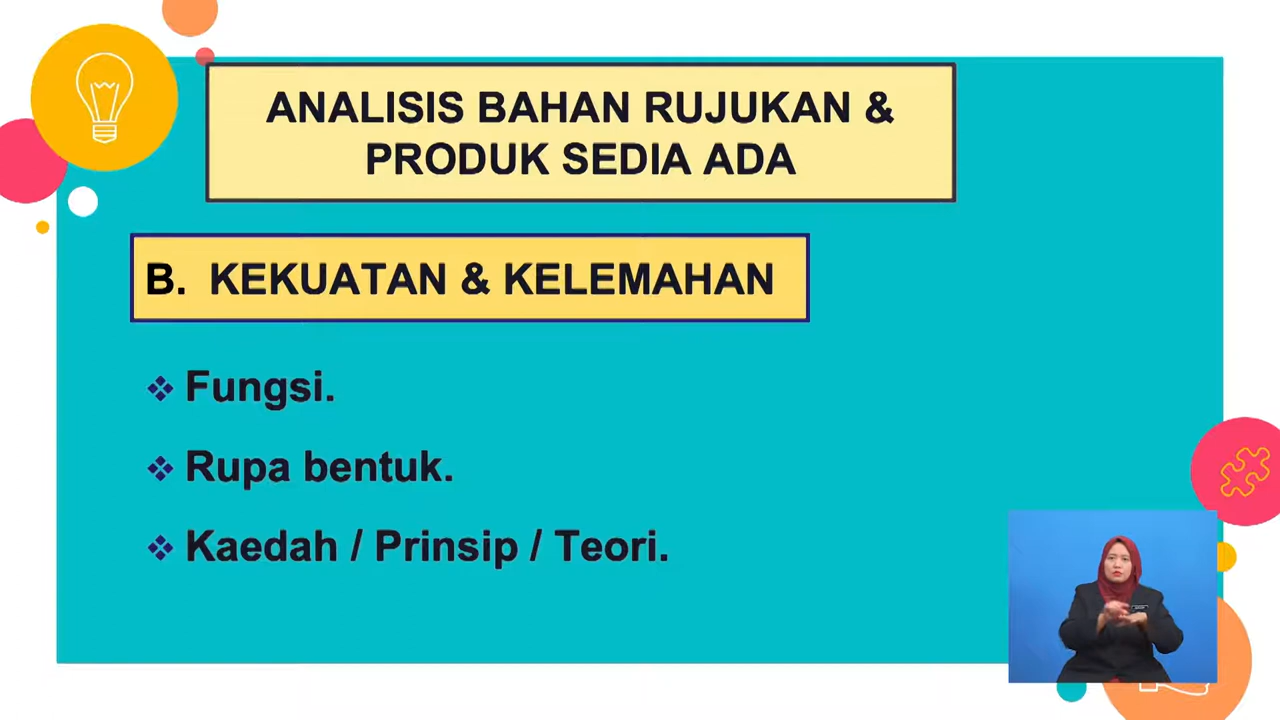 ANALISIS BAHAN RUJUKAN &
PRODUK SEDIA ADA
B. KEKUATAN & KELEMAHAN
Fungsi.
Rupa bentuk.
Kaedah / Prinsip / Teori.